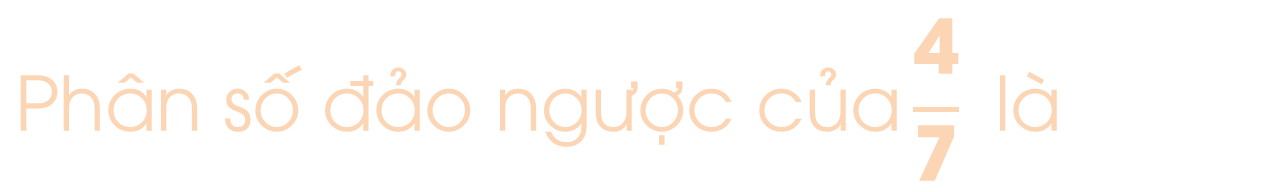 Phân số đảo ngược của 4/7 là